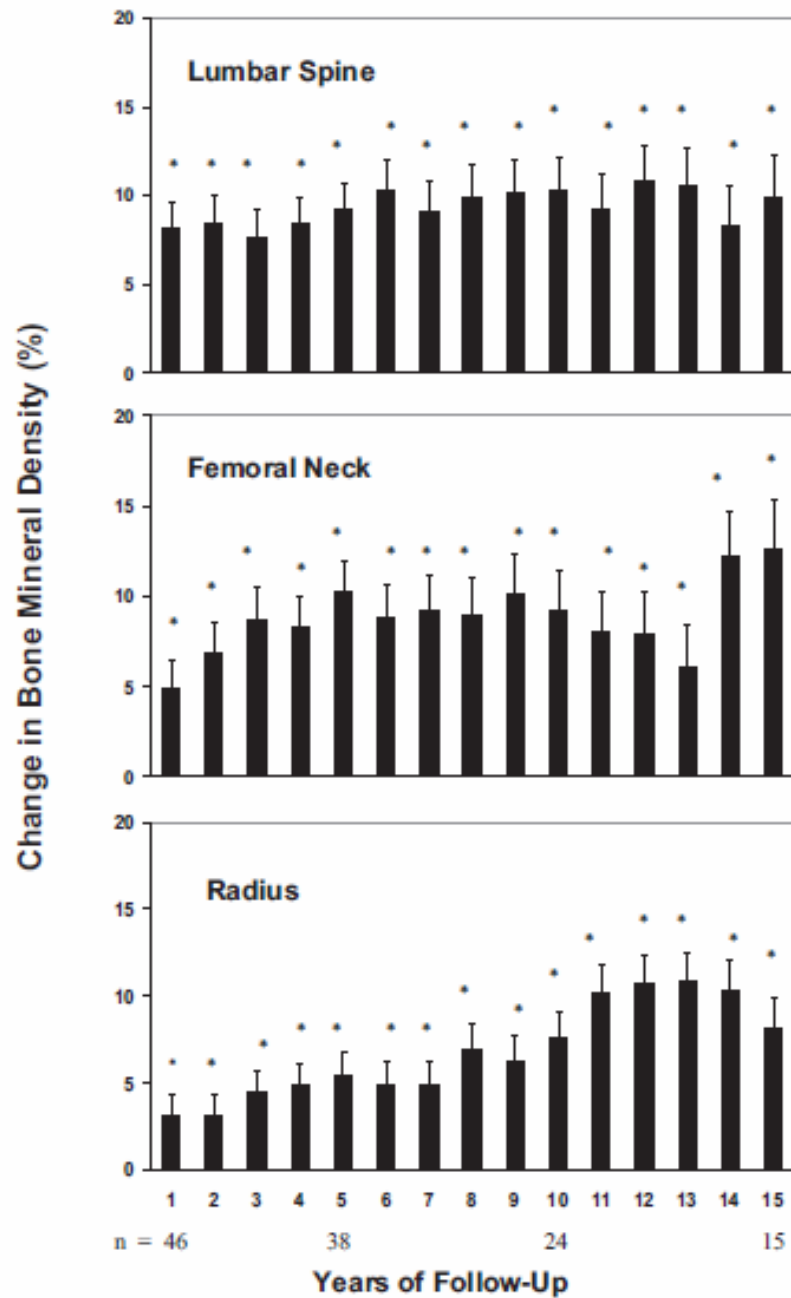 Change in Bone Mineral Density (%)
20
Lumbar Spine
15
* * * * * * * * * * * * * * *
10
5
0
20
Femoral Neck
15
* * * * * * * * * * * * * * *
10
5
0
20
Radius
15
* * * * * * * * * * * * * * *
10
5
0
1 2 3 4 5 6 7 8 9 10 11 12 13 14 15
n = 46 38 24 15
Years of Follow-Up